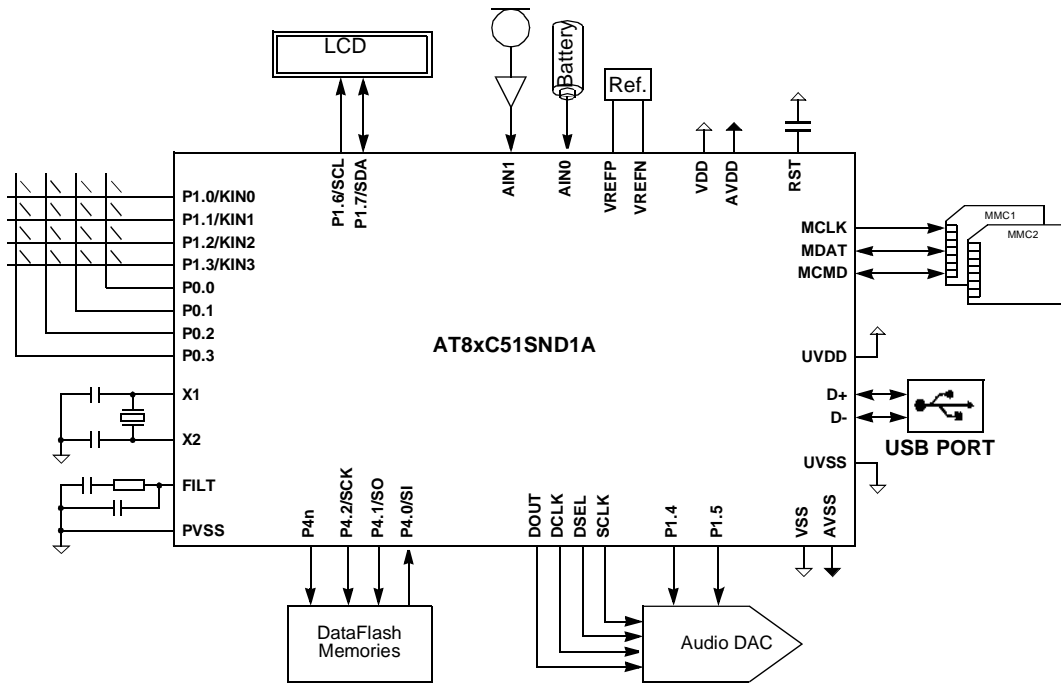 LCD
Battery
Ref.
P1.6/SCL
P1.7/SDA
AIN1
AIN0
VREFP
VREFN
VDD
AVDD
RST
P1.0/KIN0
P1.1/KIN1
P1.2/KIN2
P1.3/KIN3
P0.0
P0.1
P0.2
P0.3
X1
X2
FILT
PVSS
AT8xC51SND1A
MCLK
MDAT
MCMD
MMC1
MMC2
UVDD
D+
D-
USB PORT
UVSS
P4n
P4.2/SCK
P4.1/SO
P4.0/SI
DOUT
DCLK
DSEL
SCLK
P1.4
P1.5
VSS
AVSS
DataFlash
Memories
Audio DAC